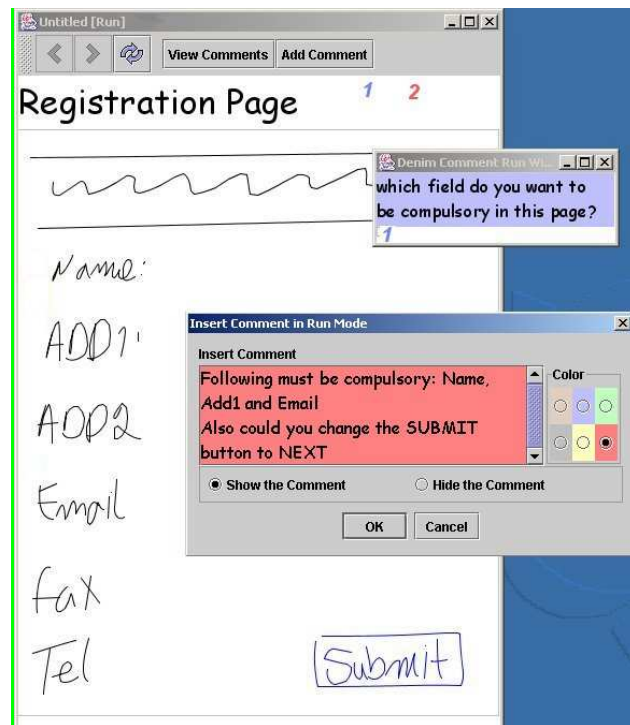 Untitled [Run]
View Comments Add Comment
Registration Page 1 2
Denim Comment Run Wi...
which field do you want to
be compulsory in this page?
1
Name:
ADD1:
ADD2
Email
Fax
Tel
Submit
Insert Comment in Run Mode
Insert Comment
Following must be compulsory: Name,
Add1 and Email
Also could you change the SUBMIT
button to NEXT
Color
Show the Comment Hide the Comment
OK Cancel